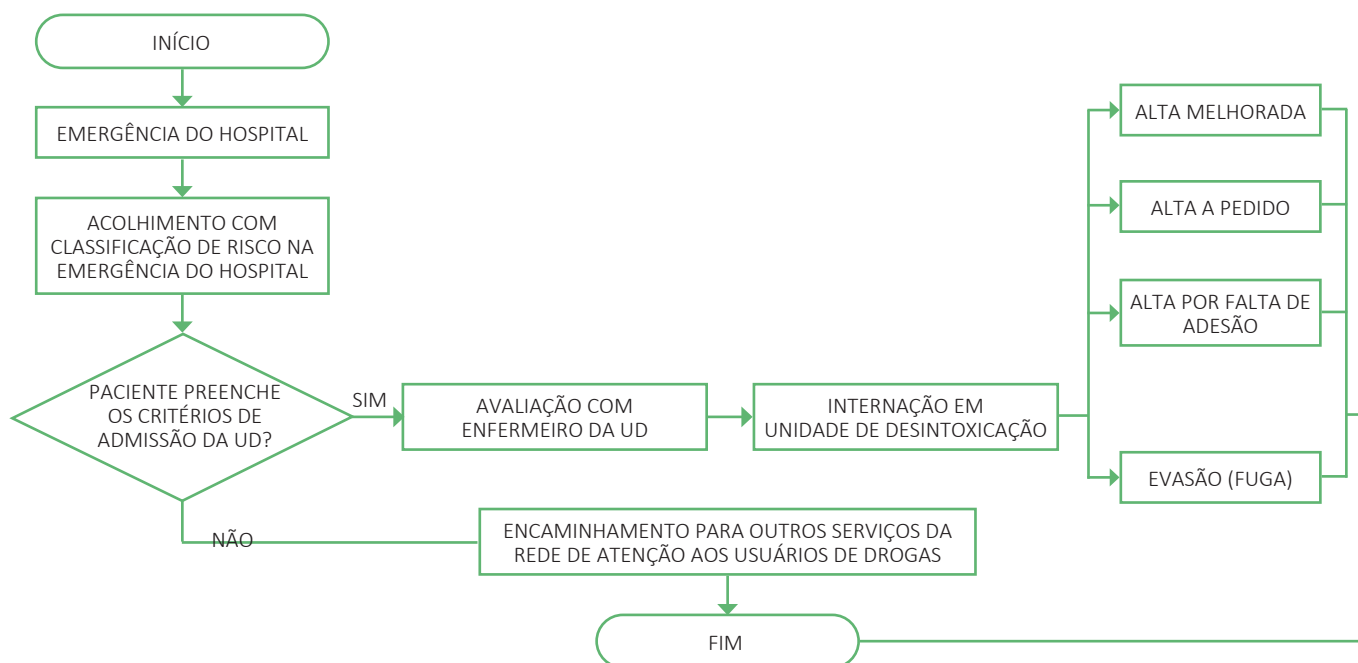 INÍCIO
EMERGÊNCIA DO HOSPITAL
ACOLHIMENTO COM
CLASSIFICAÇÃO DE RISCO NA
EMERGÊNCIA DO HOSPITAL
PACIENTE PREENCHE
OS CRITÉRIOS DE
ADMISSÃO DA UD?
SIM
AVALIAÇÃO COM
ENFERMEIRO DA UD
INTERNAÇÃO EM
UNIDADE DE DESINTOXICAÇÃO
ALTA MELHORADA
ALTA A PEDIDO
ALTA POR FALTA DE
ADESÃO
EVASÃO (FUGA)
NÃO
ENCAMINHAMENTO PARA OUTROS SERVIÇOS DA
REDE DE ATENÇÃO AOS USUÁRIOS DE DROGAS
FIM